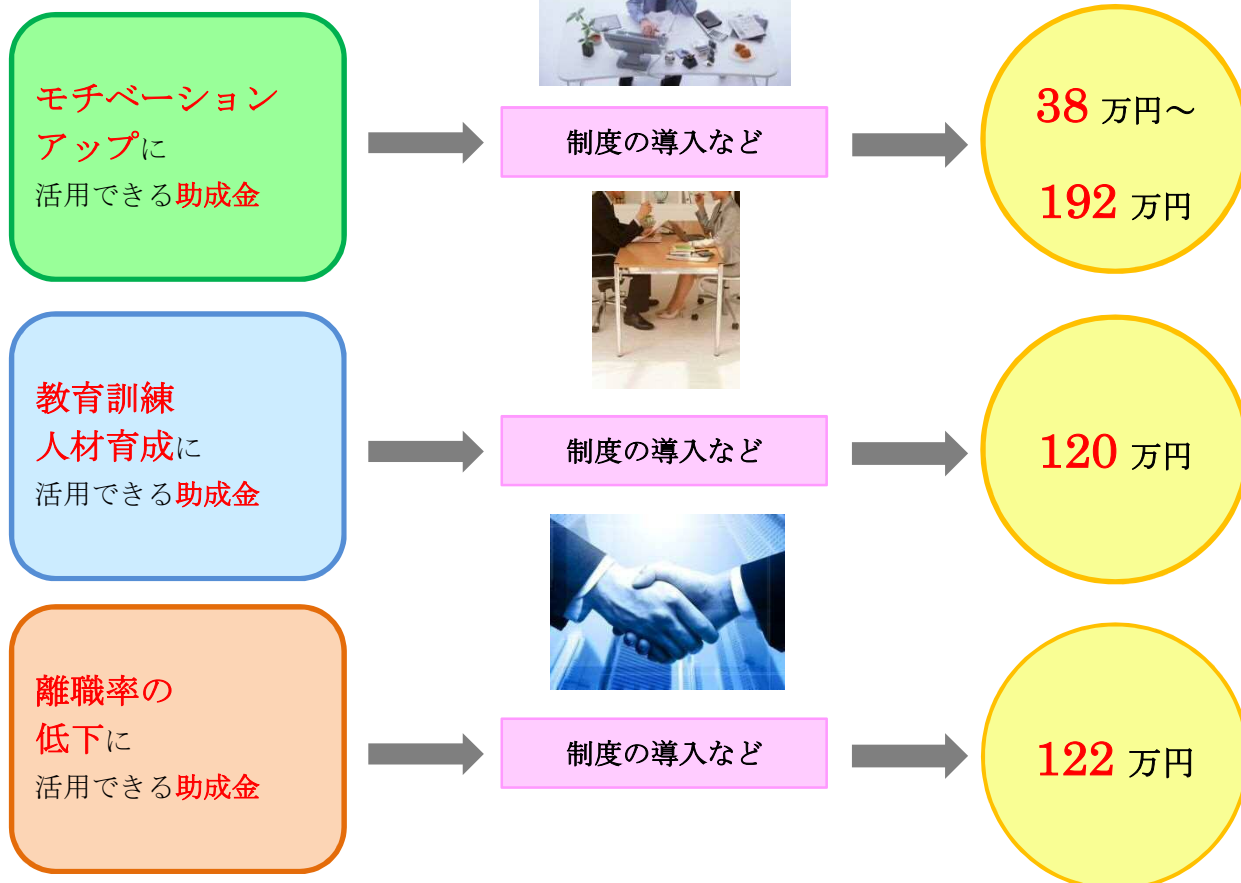 モチベーション
アップに
活用できる助成金
制度の導入など
38 万円～
192 万円
教育訓練
人材育成に
活用できる助成金
制度の導入など
120 万円
離職率の
低下に
活用できる助成金
制度の導入など
122 万円